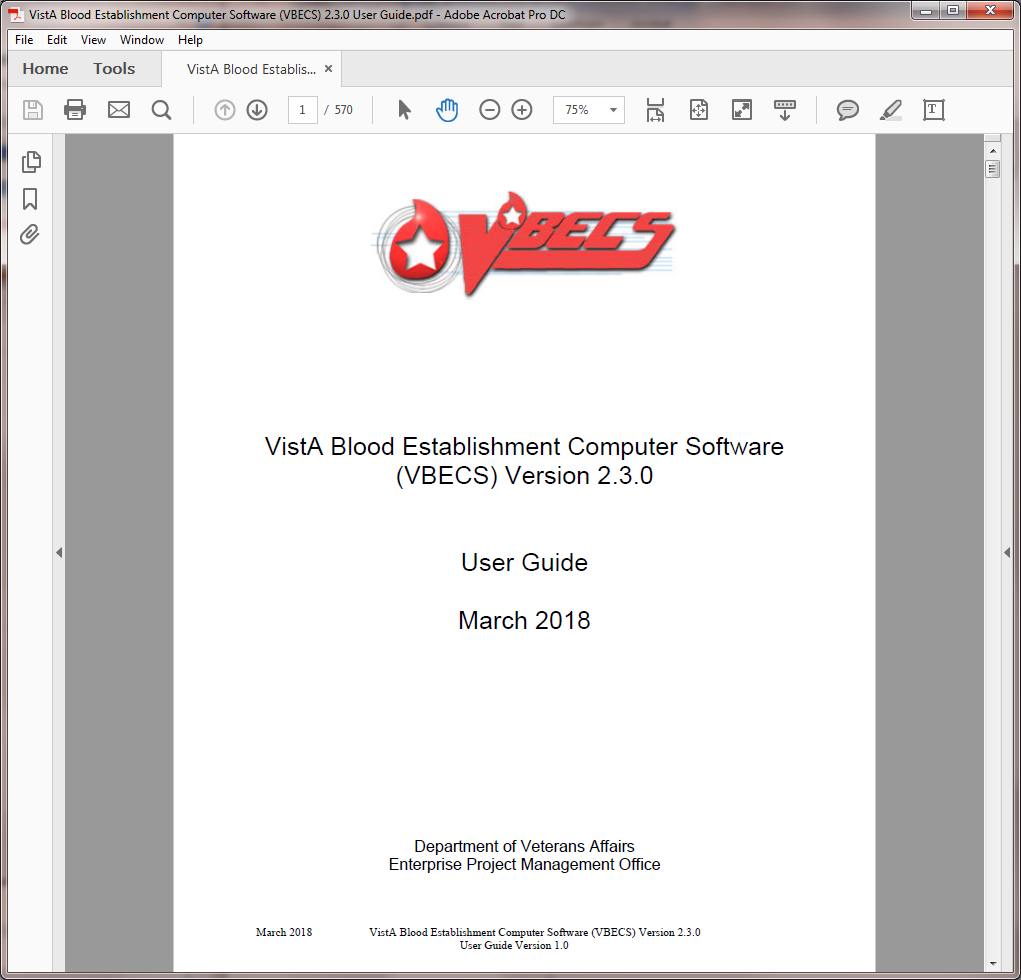 VistA Blood Establishment Computer Software (VBECS) 2.3.0 User Guide.pdf - Adobe Acrobat Pro DC
File Edit View Window Help
Home Tools VistA Blood Establis... ×
1 / 570 75% T
VBECS
VistA Blood Establishment Computer Software
(VBECS) Version 2.3.0
User Guide
March 2018
Department of Veterans Affairs
Enterprise Project Management Office
March 2018 VistA Blood Establishment Computer Software (VBECS) Version 2.3.0
User Guide Version 1.0